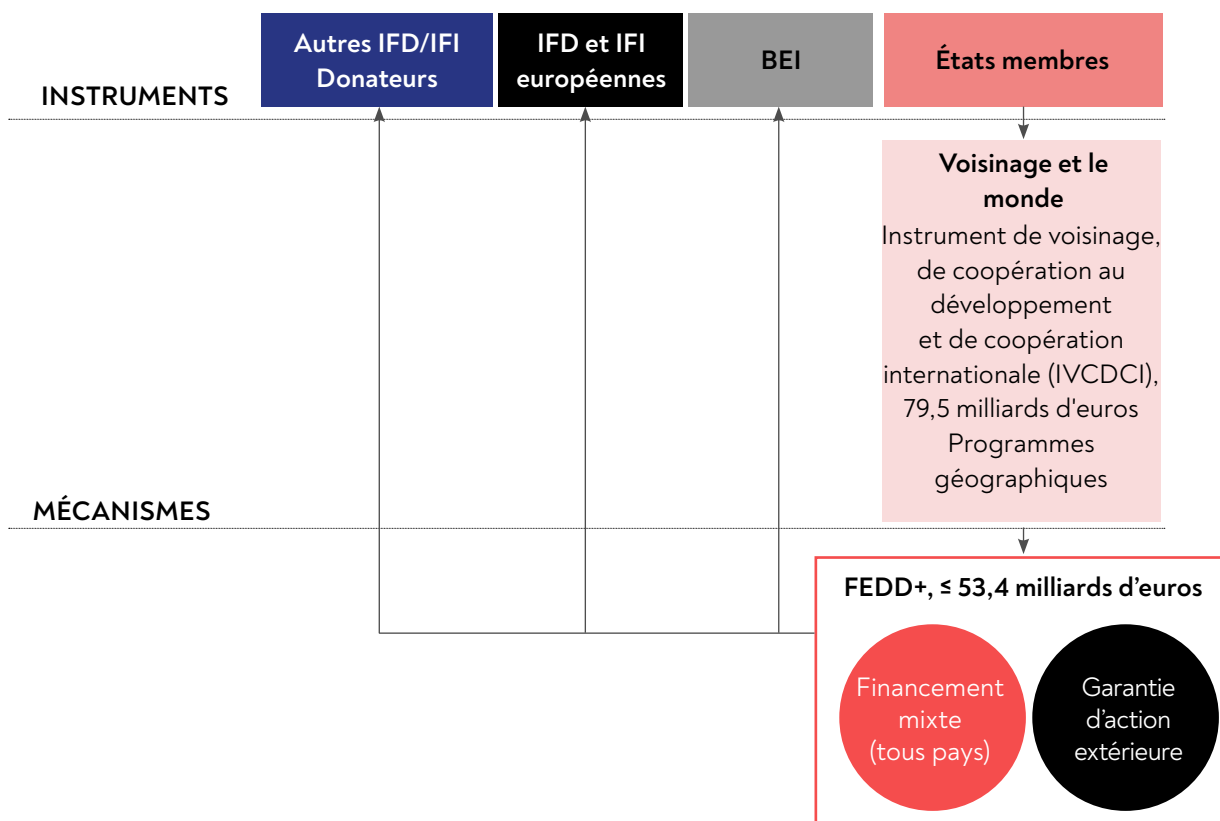 Autres IFD/IFI
Donateurs
IFD et IFI
européennes
BEI
États membres
INSTRUMENTS
Voisinage et le
monde
Instrument de voisinage,
de coopération au
développement
et de coopération
internationale (IVCDCI),
79,5 milliards d'euros
Programmes
géographiques
MÉCANISMES
FEDD+, ≤ 53,4 milliards d’euros
Financement
mixte
(tous pays)
Garantie
d’action
extérieure